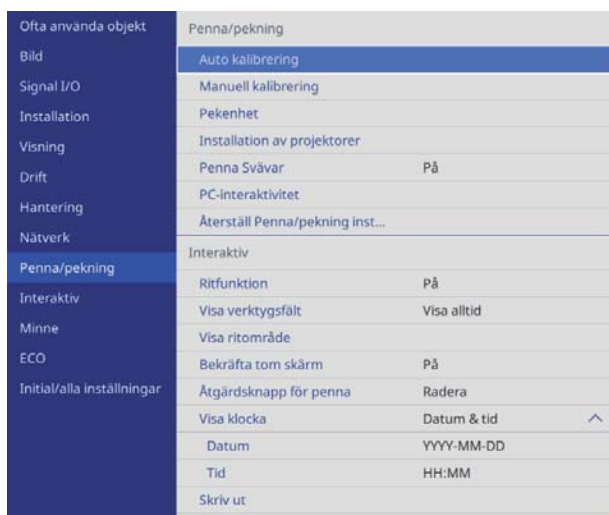 Ofta använda objekt
Bild
Signal I/O
Installation
Visning
Drift
Hantering
Nätverk
Penna/pekning
Interaktiv
Minne
ECO
Initial/alla inställningar
Penna/pekning
Auto kalibrering
Manuell kalibrering
Pekenhet
Installation av projektorer
Penna Svävar På
PC-interaktivitet
Återställ Penna/pekning inst...
Interaktiv
Ritfunktion På
Visa verktygsfält Visa alltid
Visa ritområde
Bekräfta tom skärm På
Åtgärdsknapp för penna Radera
Visa klocka Datum & tid
Datum YYYY-MM-DD
Tid HH:MM
Skriv ut